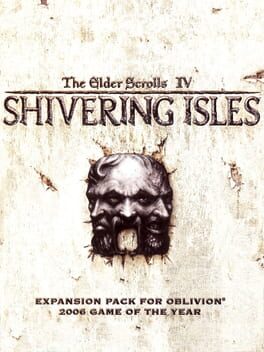 The Elder Scrolls IV
SHIVERING ISLES
EXPANSION PACK FOR OBLIVION®
2006 GAME OF THE YEAR